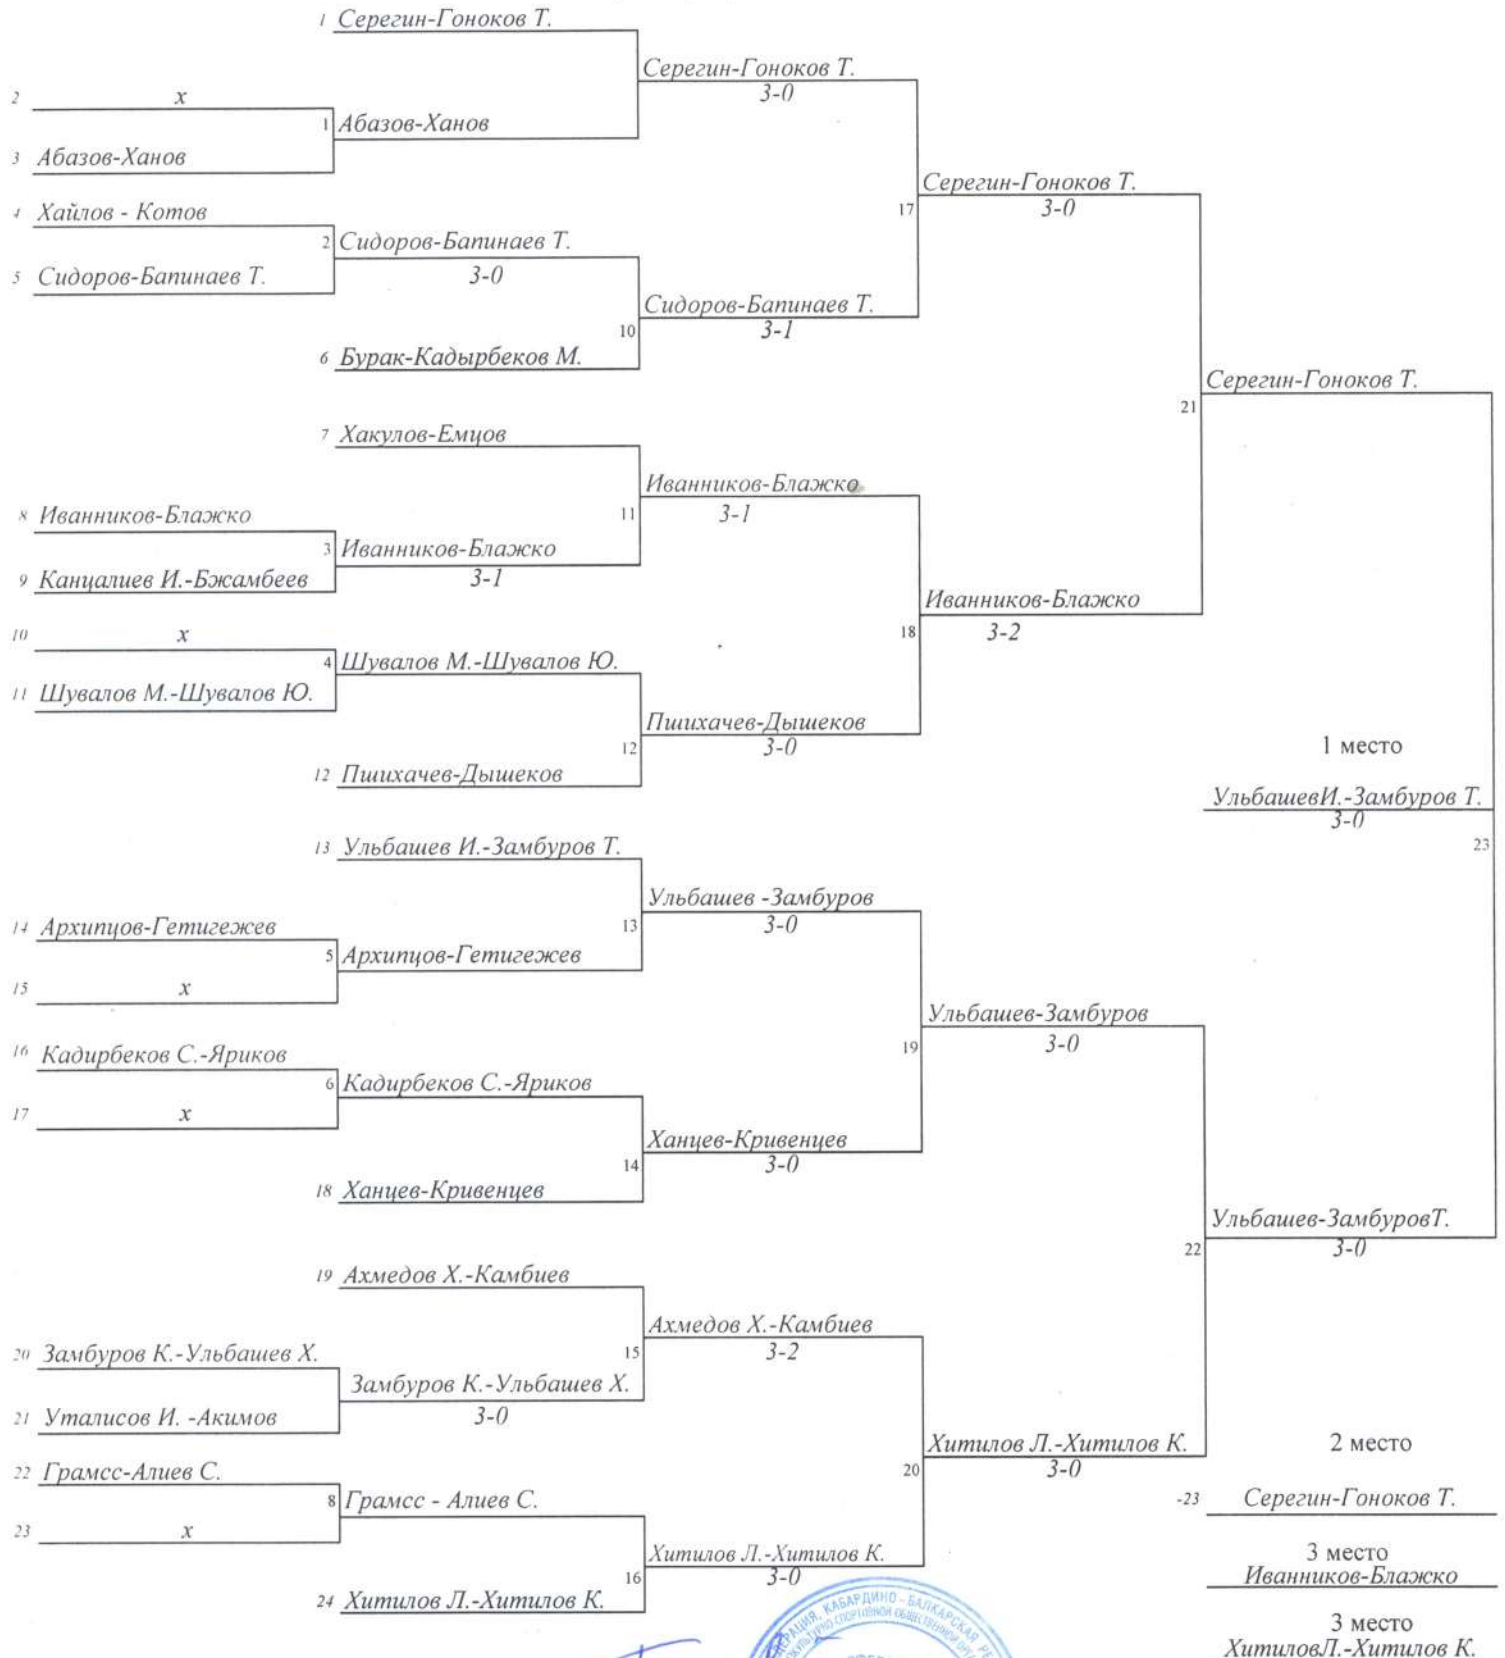 1 Серегин-Гоноков Т.
Серегин-Гоноков Т.
3-0
2 x
1 Абазов-Ханов
3 Абазов-Ханов
Серегин-Гоноков Т.
17 3-0
4 Хайлов - Котов
2 Сидоров-Бапинаев Т.
3-0
5 Сидоров-Бапинаев Т.
Сидоров-Бапинаев Т.
10 3-1
6 Бурак-Кадырбеков М.
Серегин-Гоноков Т.
21
7 Хакулов-Емцов
Иванников-Блажко
11 3-1
8 Иванников-Блажко
3 Иванников-Блажко
3-1
9 Канцалиев И.-Бжамбеев
Иванников-Блажко
18 3-2
10 x
4 Шувалов М.-Шувалов Ю.
11 Шувалов М.-Шувалов Ю.
Пшихачев-Дышеков
12 3-0
12 Пшихачев-Дышеков
1 место
УльбашевИ.-Замбуров Т.
3-0
23
13 Ульбашев И.-Замбуров Т.
Ульбашев -Замбуров
13 3-0
14 Архипцов-Гетигежев
5 Архипцов-Гетигежев
15 x
Ульбашев-Замбуров
19 3-0
16 Кадирбеков С.-Яриков
6 Кадирбеков С.-Яриков
17 x
Ханцев-Кривенцев
14 3-0
18 Ханцев-Кривенцев
Ульбашев-ЗамбуровТ.
22 3-0
19 Ахмедов Х.-Камбиев
Ахмедов Х.-Камбиев
15 3-2
20 Замбуров К.-Ульбашев Х.
Замбуров К.-Ульбашев Х.
3-0
21 Уталисов И. -Акимов
Хитилов Л.-Хитилов К.
20 3-0
2 место
22 Грамсс-Алиев С.
8 Грамсс - Алиев С.
-23 Серегин-Гоноков Т.
23 x
Хитилов Л.-Хитилов К.
16 3-0
3 место
Иванников-Блажко
24 Хитилов Л.-Хитилов К.
3 место
ХитиловЛ.-Хитилов К.
КАБАРДИНО - БАЛКАРСКАЯ